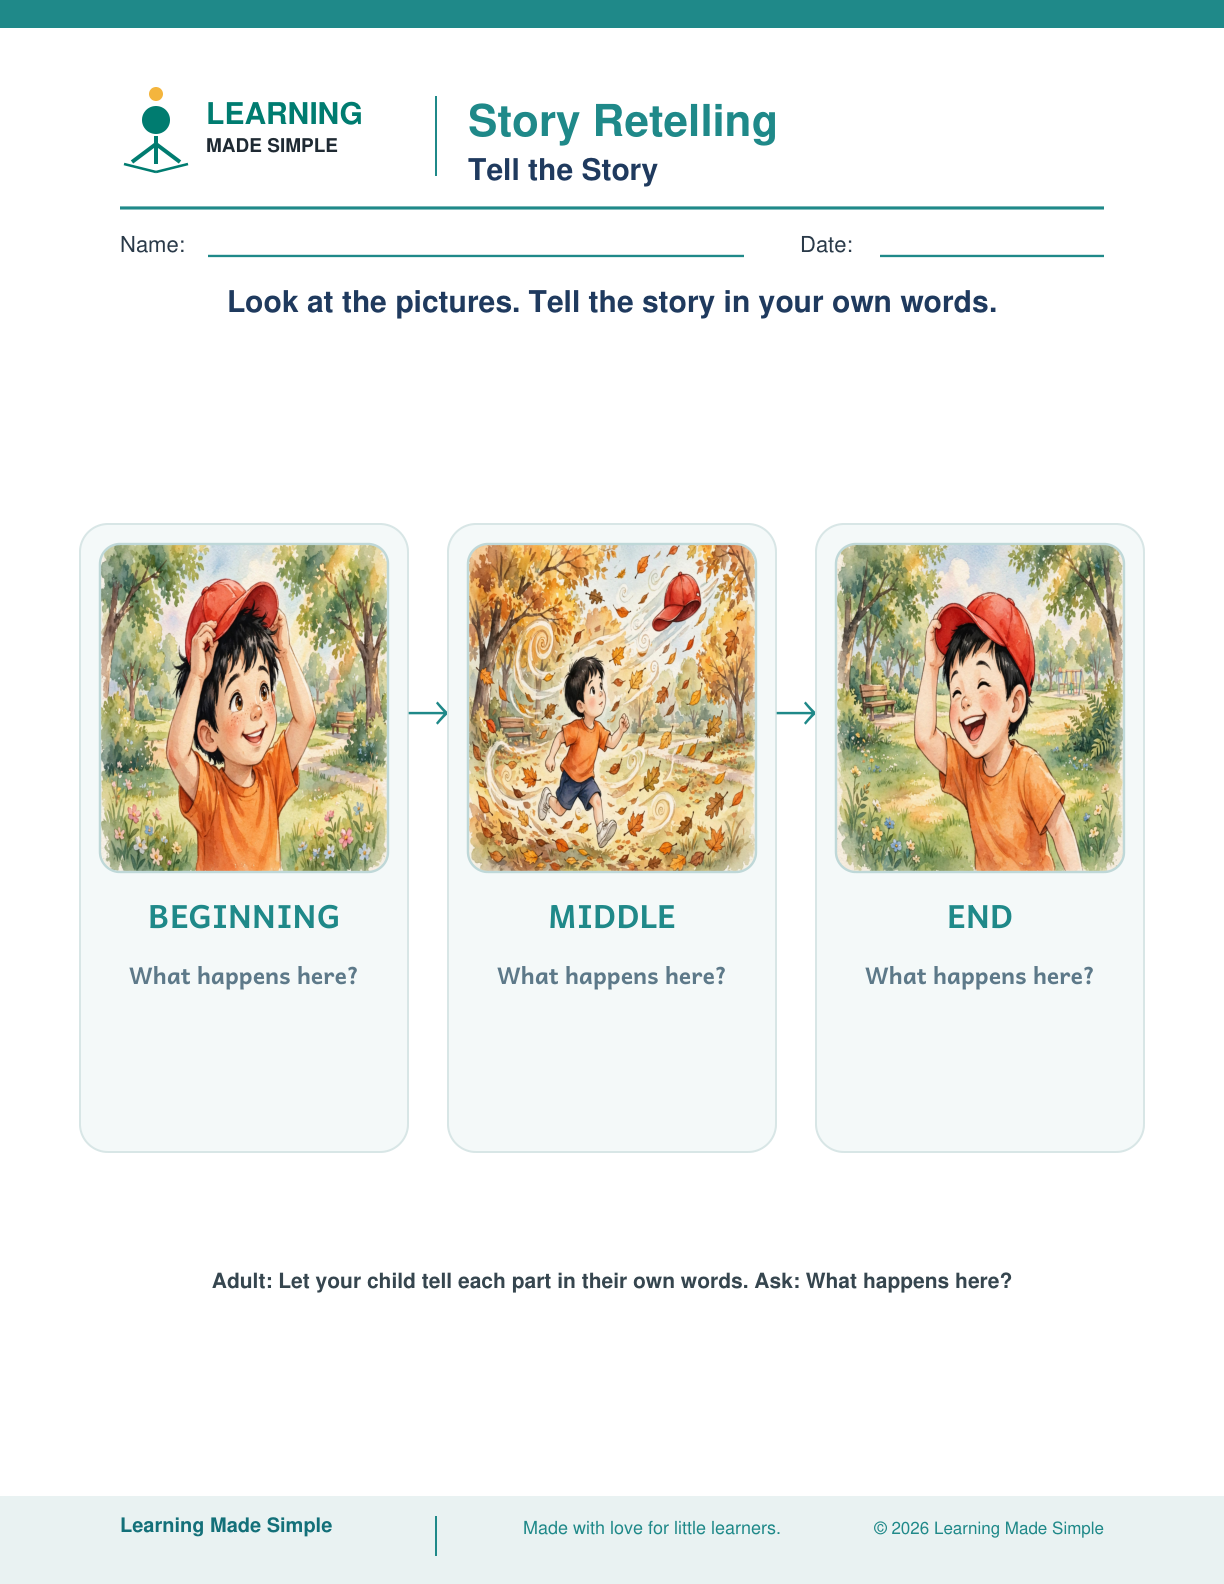 LEARNING
MADE SIMPLE
Story Retelling
Tell the Story
Name:
Date:
Look at the pictures. Tell the story in your own words.
BEGINNING
What happens here?
MIDDLE
What happens here?
END
What happens here?
Adult: Let your child tell each part in their own words. Ask: What happens here?
Learning Made Simple
Made with love for little learners.
© 2026 Learning Made Simple